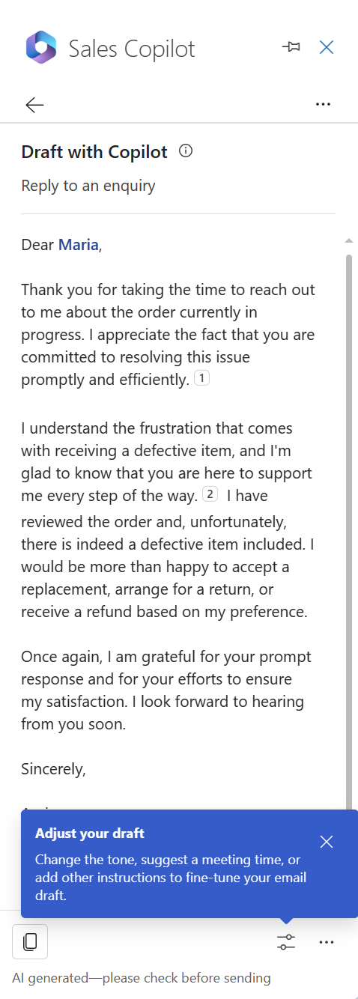 Sales Copilot
Draft with Copilot
Reply to an enquiry
Dear Maria,
Thank you for taking the time to reach out
to me about the order currently in
progress. I appreciate the fact that you are
committed to resolving this issue
promptly and efficiently. 1
I understand the frustration that comes
with receiving a defective item, and I'm
glad to know that you are here to support
me every step of the way. 2 I have
reviewed the order and, unfortunately,
there is indeed a defective item included. I
would be more than happy to accept a
replacement, arrange for a return, or
receive a refund based on my preference.
Once again, I am grateful for your prompt
response and for your efforts to ensure
my satisfaction. I look forward to hearing
from you soon.
Sincerely,
Adjust your draft
Change the tone, suggest a meeting time, or
add other instructions to fine-tune your email
draft.
AI generated—please check before sending